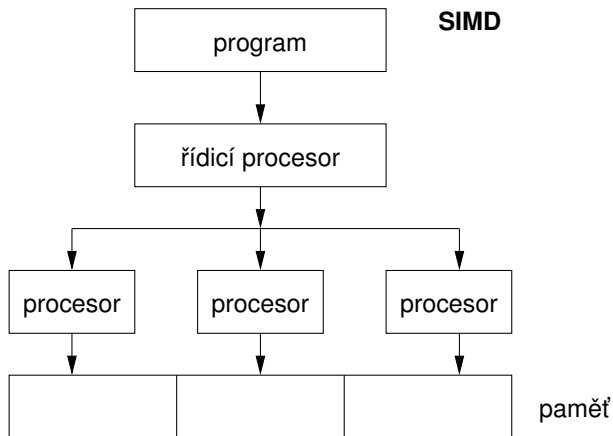 SIMD
program
řídicí procesor
procesor
procesor
procesor
paměť